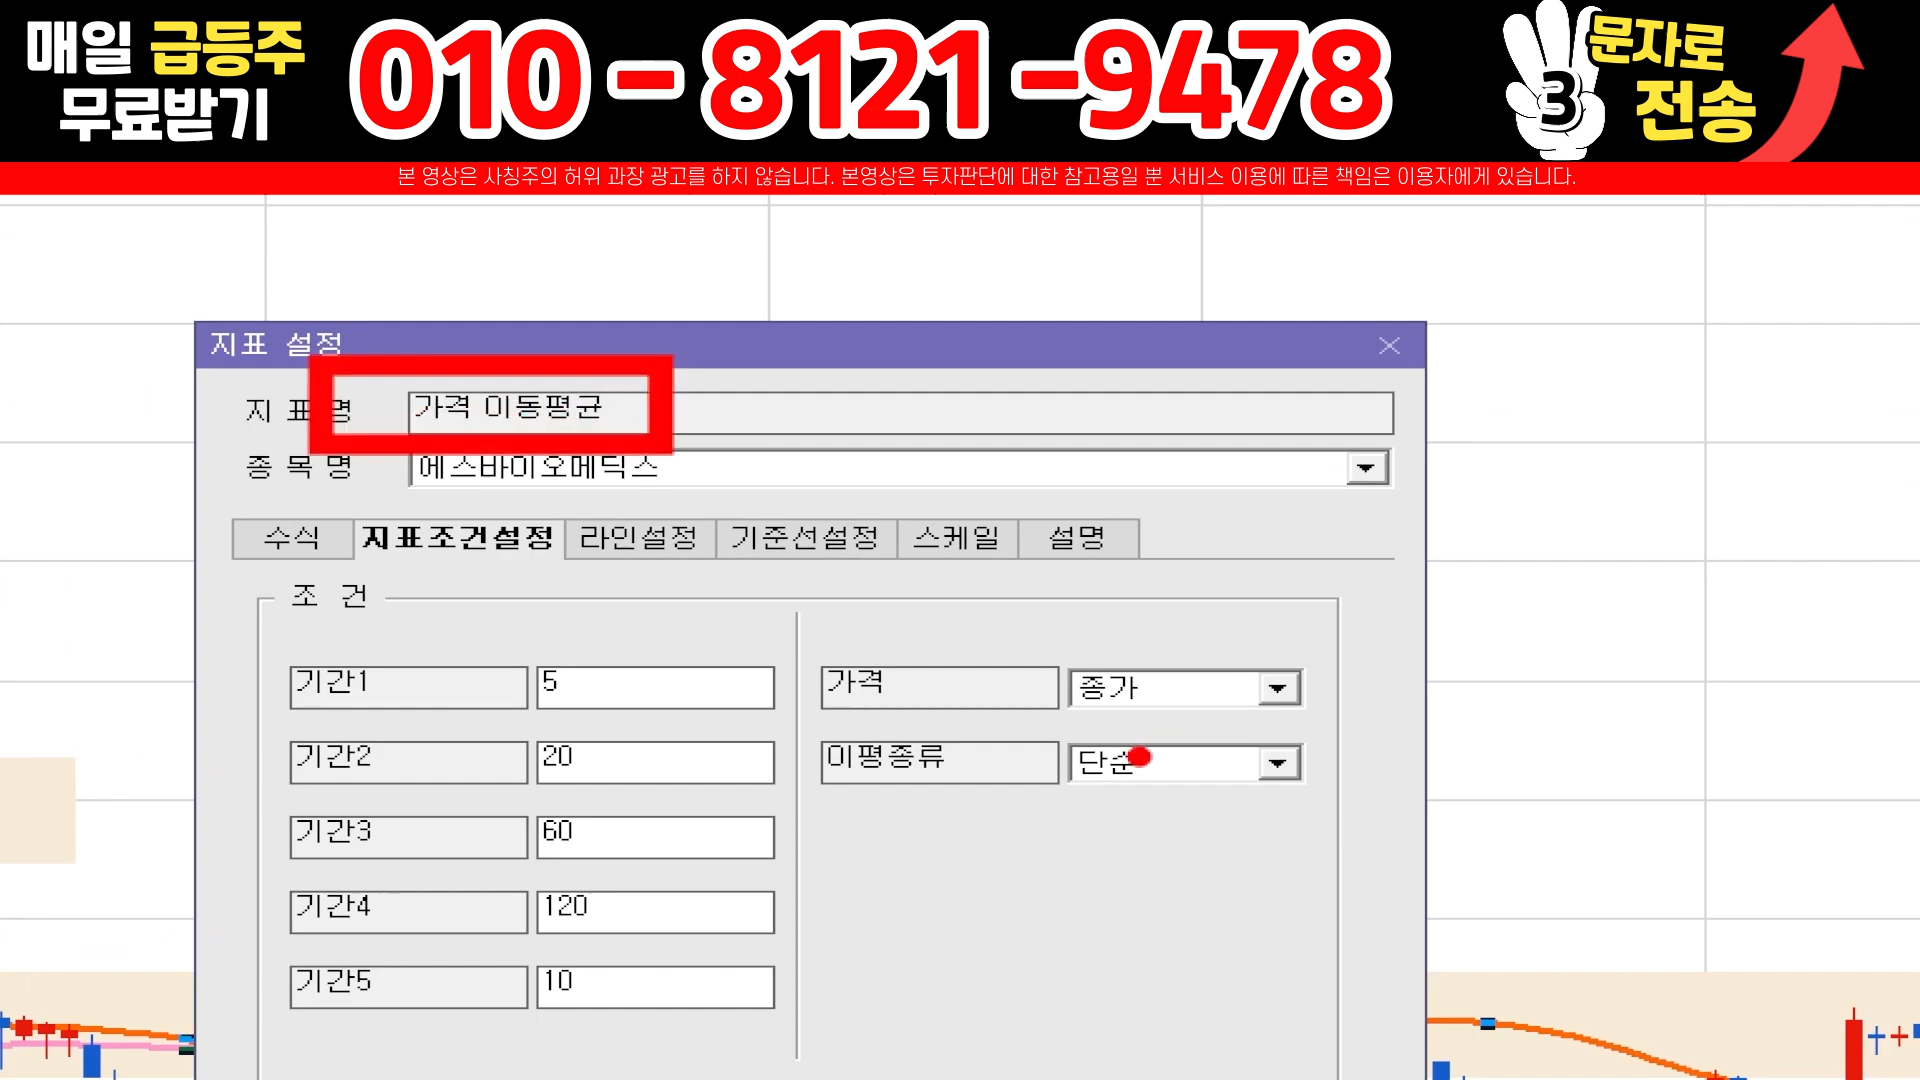 매일 급등주
무료받기
010-8121-9478
3
문자로
전송
본 영상은 사칭주의 허위 과장 광고를 하지 않습니다. 본영상은 투자판단에 대한 참고용일 뿐 서비스 이용에 따른 책임은 이용자에게 있습니다.
지표 설정
지 표 명 가격 이동평균
종 목 명 에스바이오메딕스
수식 지표조건설정 라인설정 기준선설정 스케일 설명
조 건
기간1 5 가격 종가
기간2 20 이평종류 단순
기간3 60
기간4 120
기간5 10